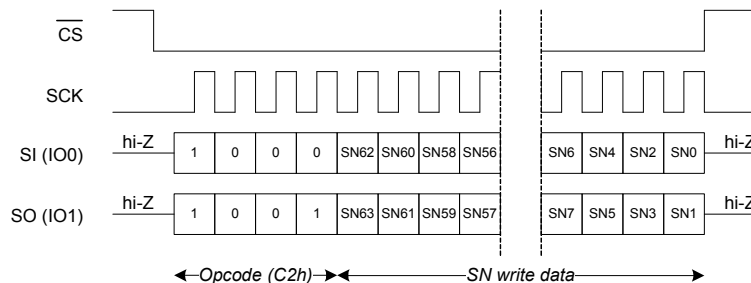 CS
SCK
SI (IO0) hi-Z 1 0 0 0 SN62 SN60 SN58 SN56 SN6 SN4 SN2 SN0 hi-Z
SO (IO1) hi-Z 1 0 0 1 SN63 SN61 SN59 SN57 SN7 SN5 SN3 SN1 hi-Z
Opcode (C2h) SN write data